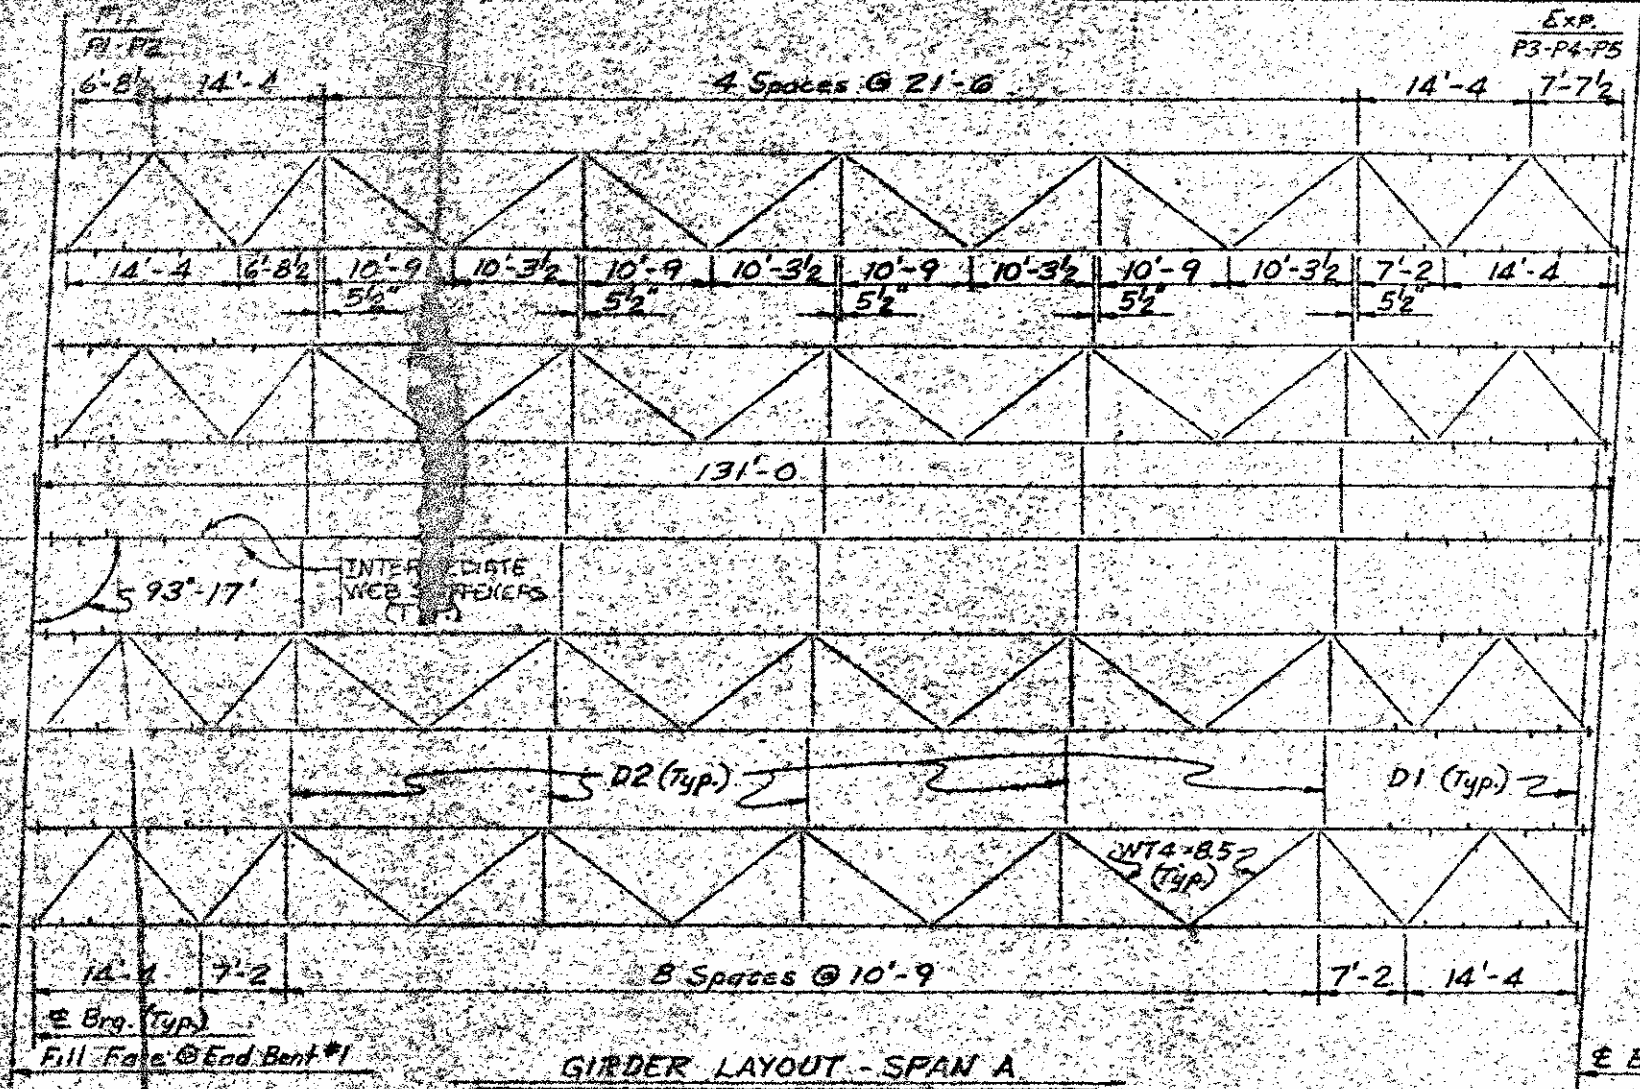 P1-P2
Exp.
P3-P4-P5
6'-8½
14'-4
4 Spaces @ 21'-6
14'-4
7'-7½
14'-4
6'-8½
10'-9
10'-3½
10'-9
10'-3½
10'-9
10'-3½
10'-9
10'-3½
7'-2
14'-4
5½"
5½"
5½"
5½"
5½"
131'-0
93°-17'
INTERMEDIATE
WEB STIFFENERS
D2 (Typ.)
D1 (Typ.)
WT4×8.5
(Typ.)
14'-4
7'-2
8 Spaces @ 10'-9
7'-2
14'-4
℄ Brg. (Typ.)
Fill Face @ End Bent #1
GIRDER LAYOUT - SPAN A